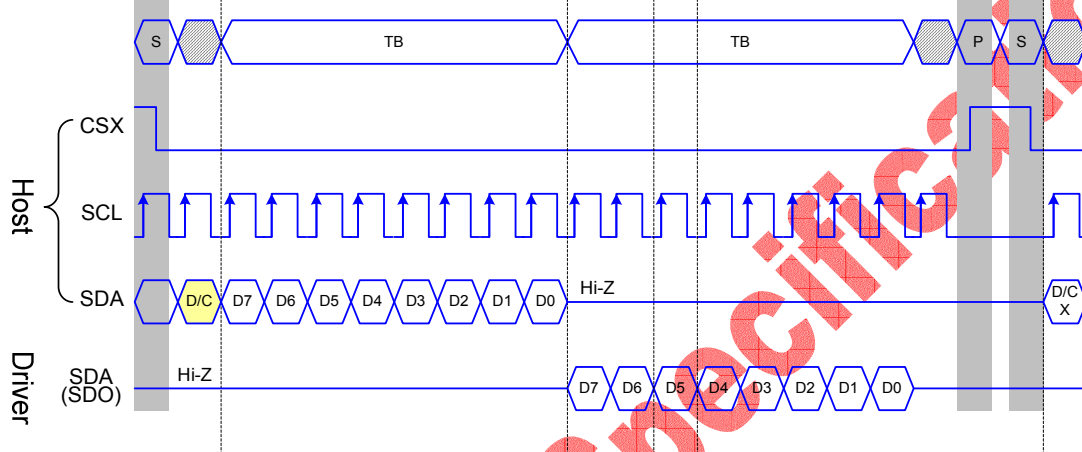 S TB TB P S
CSX
Host
SCL
SDA D/C D7 D6 D5 D4 D3 D2 D1 D0 Hi-Z D/C
X
Driver
SDA Hi-Z
(SDO) D7 D6 D5 D4 D3 D2 D1 D0
pecificati